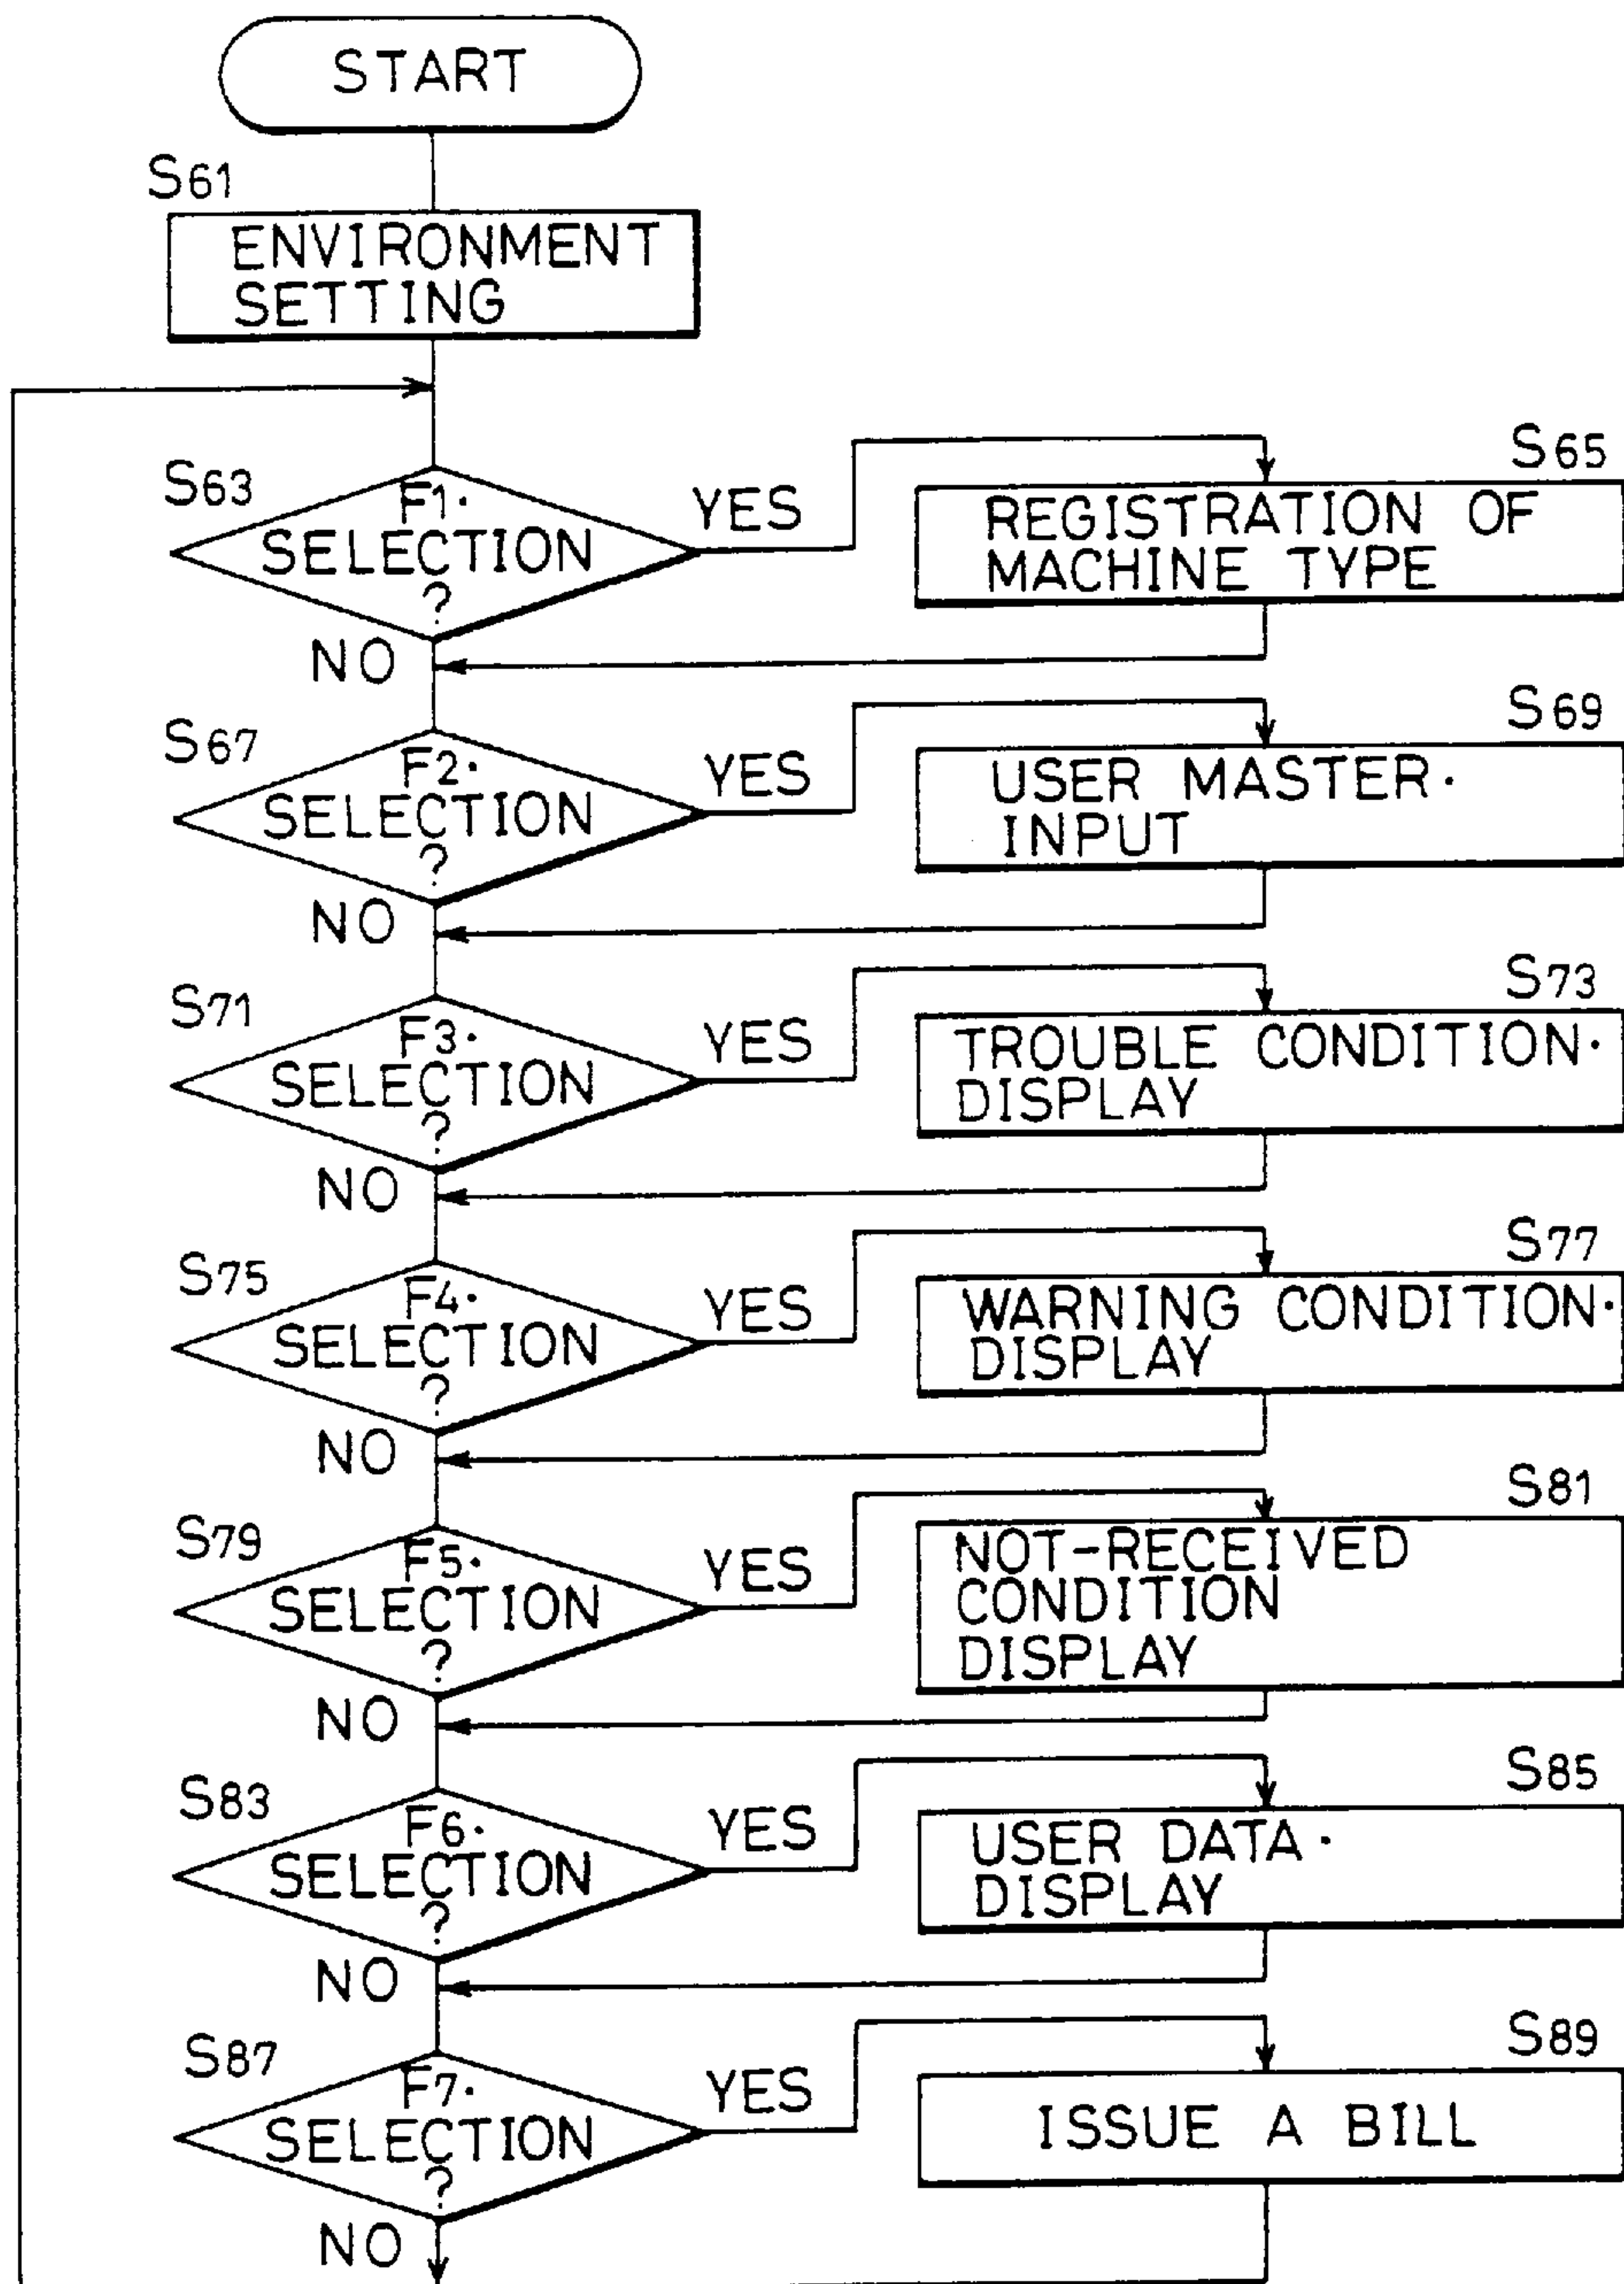 START
S61
ENVIRONMENT
SETTING
S63
F1·
SELECTION
?
YES
NO
S65
REGISTRATION OF
MACHINE TYPE
S67
F2·
SELECTION
?
YES
NO
S69
USER MASTER·
INPUT
S71
F3·
SELECTION
?
YES
NO
S73
TROUBLE CONDITION·
DISPLAY
S75
F4·
SELECTION
?
YES
NO
S77
WARNING CONDITION·
DISPLAY
S79
F5·
SELECTION
?
YES
NO
S81
NOT-RECEIVED
CONDITION
DISPLAY
S83
F6·
SELECTION
?
YES
NO
S85
USER DATA·
DISPLAY
S87
F7·
SELECTION
?
YES
NO
S89
ISSUE A BILL